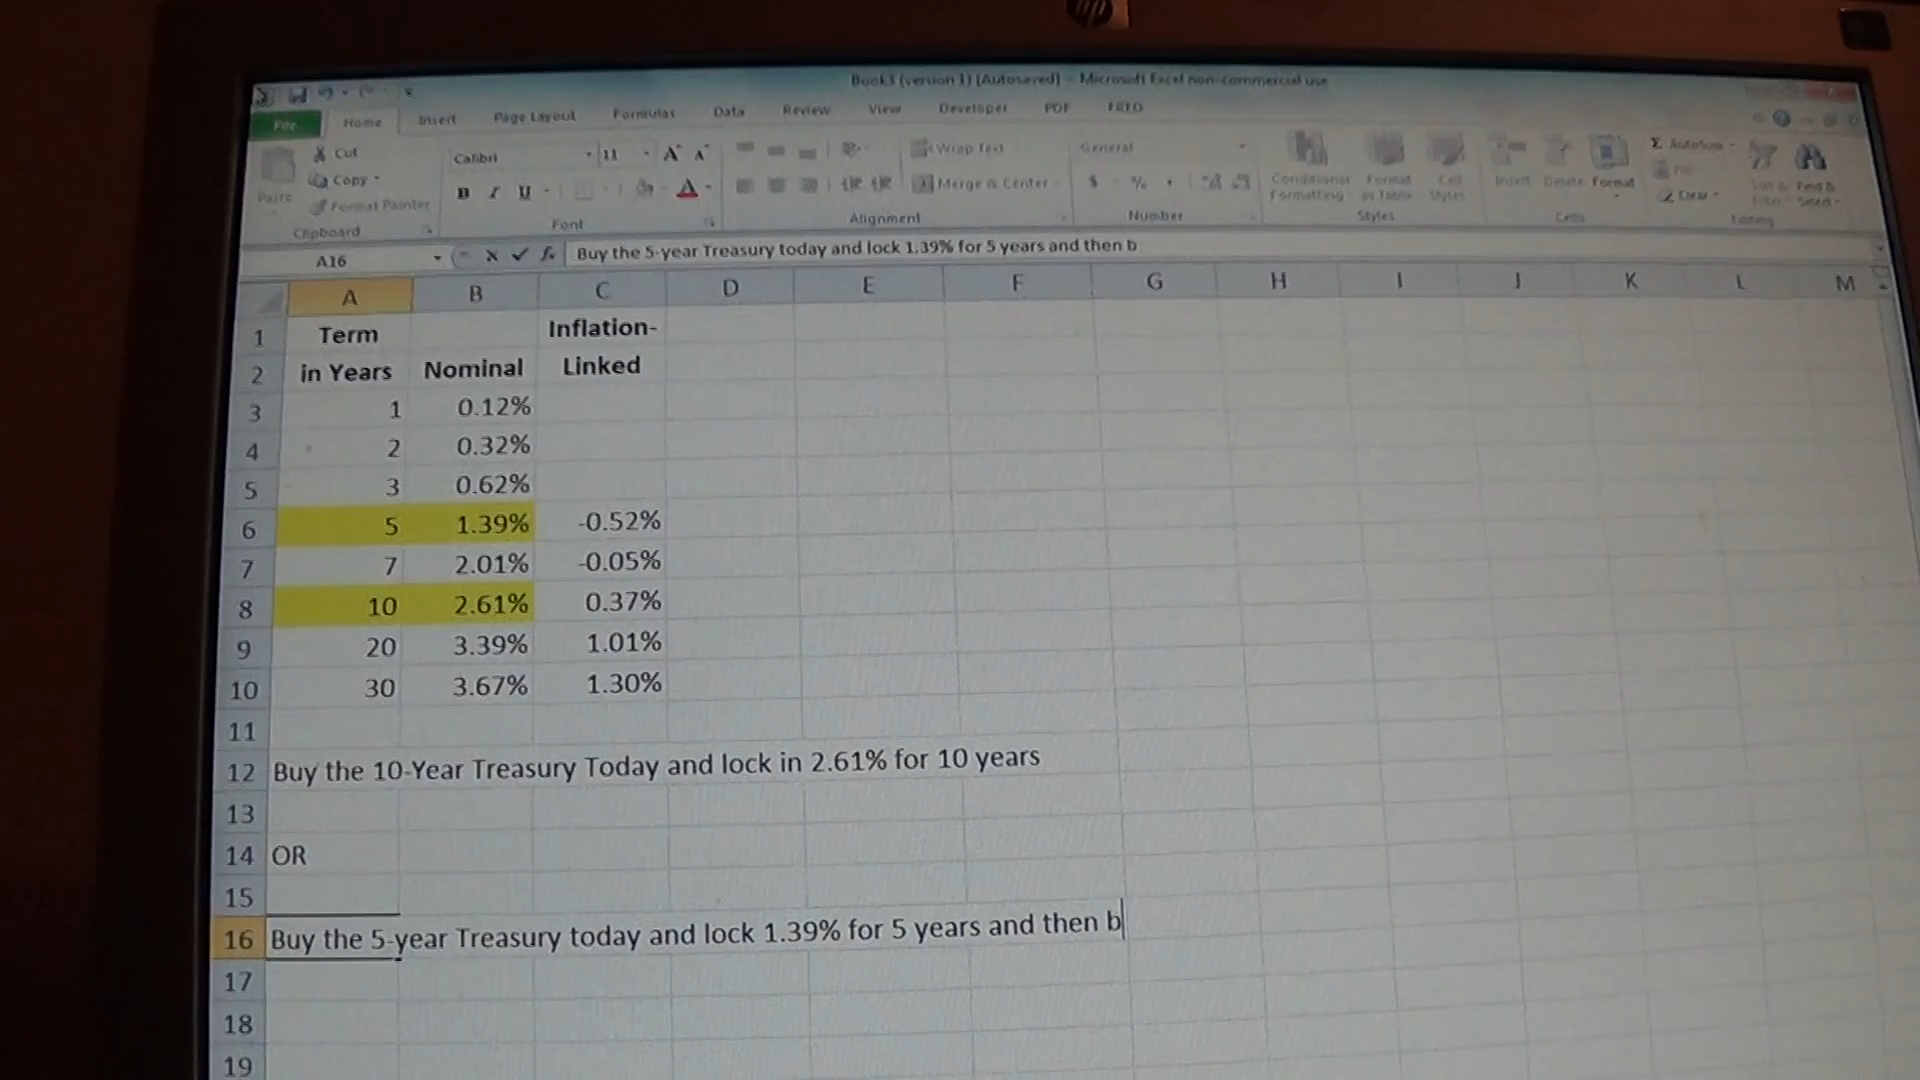 hp
Book3 (version 1) [Autosaved] - Microsoft Excel non-commercial use
File Home Insert Page Layout Formulas Data Review View Developer PDF FRED
Paste
Cut
Copy
Format Painter
Clipboard
Calibri 11 A A
B I U A
Font
Wrap Text
Merge & Center
Alignment
General
$ % ,
Number
Conditional Formatting
Format as Table
Cell Styles
Styles
Insert Delete Format
Cells
Σ AutoSum
Clear
Sort & Filter
Find & Select
Editing
A16 fx Buy the 5-year Treasury today and lock 1.39% for 5 years and then b
A B C D E F G H I J K L M
1 Term Inflation-
2 in Years Nominal Linked
3 1 0.12%
4 2 0.32%
5 3 0.62%
6 5 1.39% -0.52%
7 7 2.01% -0.05%
8 10 2.61% 0.37%
9 20 3.39% 1.01%
10 30 3.67% 1.30%
11
12 Buy the 10-Year Treasury Today and lock in 2.61% for 10 years
13
14 OR
15
16 Buy the 5-year Treasury today and lock 1.39% for 5 years and then b
17
18
19